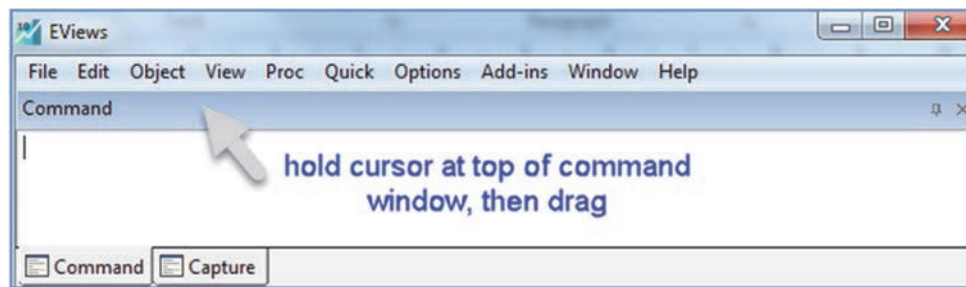 10 EViews
File Edit Object View Proc Quick Options Add-ins Window Help
Command
hold cursor at top of command
window, then drag
Command Capture